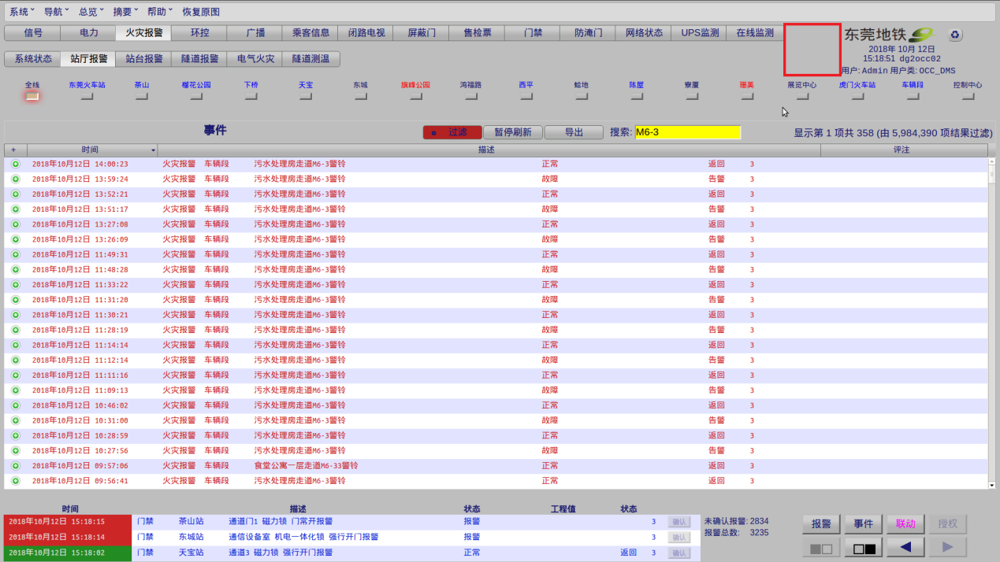 系统 导航 总览 摘要 帮助 恢复原图
信号 电力 火灾报警 环控 广播 乘客信息 闭路电视 屏蔽门 售检票 门禁 防淹门 网络状态 UPS监测 在线监测
东莞地铁
2018年 10月 12日
15:18:51 dg2occ02
用户: Admin 用户类: OCC_DMS
系统状态 站厅报警 站台报警 隧道报警 电气火灾 隧道测温
全线 东莞火车站 茶山 榴花公园 下桥 天宝 东城 旗峰公园 鸿福路 西平 蛤地 陈屋 寮厦 珊美 展览中心 虎门火车站 车辆段 控制中心
事件 过滤 暂停刷新 导出 搜索: M6-3 显示第 1 项共 358 (由 5,984,390 项结果过滤)
+ 时间 描述 评注
2018年10月12日 14:00:23 火灾报警 车辆段 污水处理房走道M6-3警铃 正常 返回 3
2018年10月12日 13:59:24 火灾报警 车辆段 污水处理房走道M6-3警铃 故障 告警 3
2018年10月12日 13:52:21 火灾报警 车辆段 污水处理房走道M6-3警铃 正常 返回 3
2018年10月12日 13:51:17 火灾报警 车辆段 污水处理房走道M6-3警铃 故障 告警 3
2018年10月12日 13:27:08 火灾报警 车辆段 污水处理房走道M6-3警铃 正常 返回 3
2018年10月12日 13:26:09 火灾报警 车辆段 污水处理房走道M6-3警铃 故障 告警 3
2018年10月12日 11:49:31 火灾报警 车辆段 污水处理房走道M6-3警铃 正常 返回 3
2018年10月12日 11:48:28 火灾报警 车辆段 污水处理房走道M6-3警铃 故障 告警 3
2018年10月12日 11:33:22 火灾报警 车辆段 污水处理房走道M6-3警铃 正常 返回 3
2018年10月12日 11:31:20 火灾报警 车辆段 污水处理房走道M6-3警铃 故障 告警 3
2018年10月12日 11:30:21 火灾报警 车辆段 污水处理房走道M6-3警铃 正常 返回 3
2018年10月12日 11:28:19 火灾报警 车辆段 污水处理房走道M6-3警铃 故障 告警 3
2018年10月12日 11:14:14 火灾报警 车辆段 污水处理房走道M6-3警铃 正常 返回 3
2018年10月12日 11:12:14 火灾报警 车辆段 污水处理房走道M6-3警铃 故障 告警 3
2018年10月12日 11:11:16 火灾报警 车辆段 污水处理房走道M6-3警铃 正常 返回 3
2018年10月12日 11:09:13 火灾报警 车辆段 污水处理房走道M6-3警铃 故障 告警 3
2018年10月12日 10:46:02 火灾报警 车辆段 污水处理房走道M6-3警铃 正常 返回 3
2018年10月12日 10:31:00 火灾报警 车辆段 污水处理房走道M6-3警铃 故障 告警 3
2018年10月12日 10:28:59 火灾报警 车辆段 污水处理房走道M6-3警铃 正常 返回 3
2018年10月12日 10:27:56 火灾报警 车辆段 污水处理房走道M6-3警铃 故障 告警 3
2018年10月12日 09:57:06 火灾报警 车辆段 食堂公寓一层走道M6-33警铃 正常 返回 3
2018年10月12日 09:56:41 火灾报警 车辆段 污水处理房走道M6-3警铃 正常 返回 3
时间 描述 状态 工程值 状态
2018年10月12日 15:18:15 门禁 茶山站 通道门1 磁力锁 门常开报警 报警 3 确认
2018年10月12日 15:18:14 门禁 东城站 通信设备室 机电一体化锁 强行开门报警 报警 3 确认
2018年10月12日 15:18:02 门禁 天宝站 通道3 磁力锁 强行开门报警 正常 返回 3 确认
未确认报警: 2834
报警总数: 3235
报警 事件 联动 授权